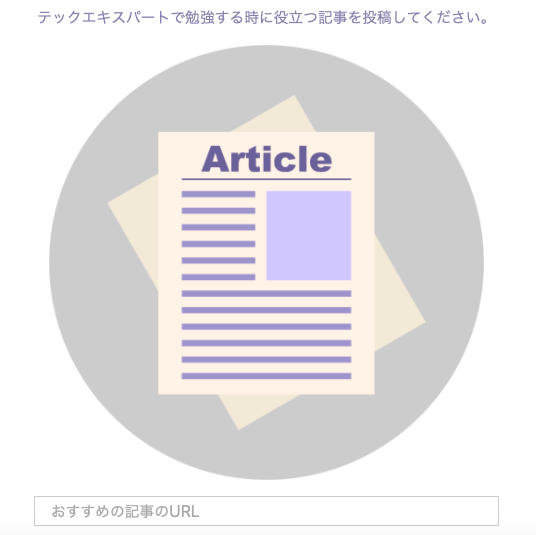 テックエキスパートで勉強する時に役立つ記事を投稿してください。
Article
おすすめの記事のURL